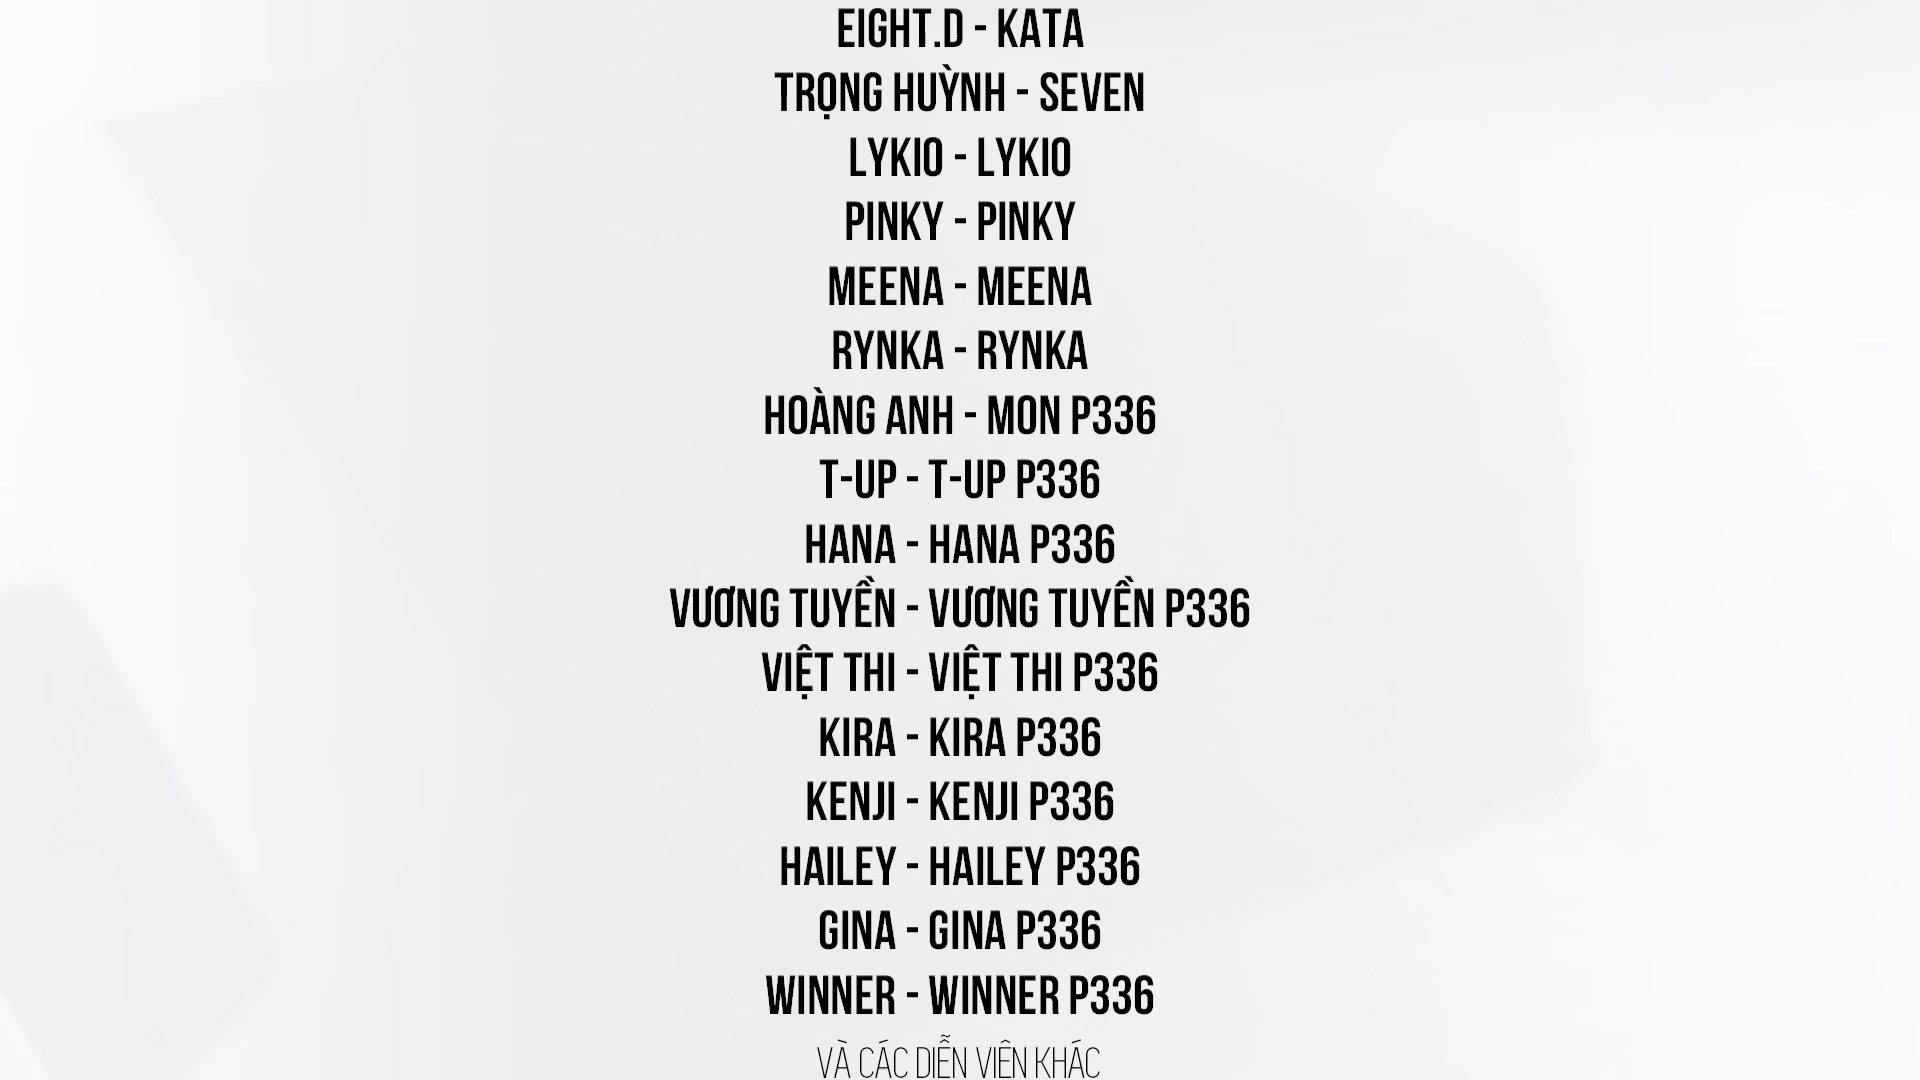 EIGHT.D - KATA
TRỌNG HUỲNH - SEVEN
LYKIO - LYKIO
PINKY - PINKY
MEENA - MEENA
RYNKA - RYNKA
HOÀNG ANH - MON P336
T-UP - T-UP P336
HANA - HANA P336
VƯƠNG TUYỀN - VƯƠNG TUYỀN P336
VIỆT THI - VIỆT THI P336
KIRA - KIRA P336
KENJI - KENJI P336
HAILEY - HAILEY P336
GINA - GINA P336
WINNER - WINNER P336
VÀ CÁC DIỄN VIÊN KHÁC